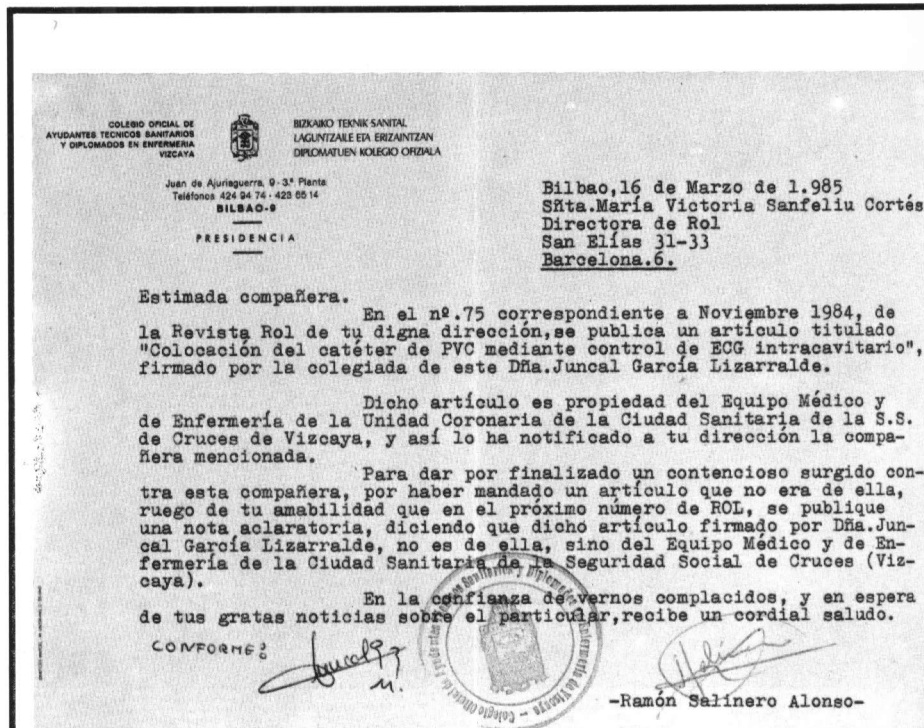 COLEGIO OFICIAL DE
AYUDANTES TECNICOS SANITARIOS
Y DIPLOMADOS EN ENFERMERIA
VIZCAYA
BIZKAIKO TEKNIK SANITAL
LAGUNTZAILE ETA ERIZAINTZAN
DIPLOMATUEN KOLEGIO OFIZIALA
Juan de Ajuriaguerra, 9 - 3.ª Planta
Teléfonos 424 94 74 - 423 65 14
BILBAO-9
PRESIDENCIA
Bilbao,16 de Marzo de 1.985
Sñta.María Victoria Sanfeliu Cortés
Directora de Rol
San Elías 31-33
Barcelona.6.
Estimada compañera.
En el nº.75 correspondiente a Noviembre 1984, de
la Revista Rol de tu digna dirección,se publica un artículo titulado
"Colocación del catéter de PVC mediante control de ECG intracavitario",
firmado por la colegiada de este Dña.Juncal García Lizarralde.
Dicho artículo es propiedad del Equipo Médico y
de Enfermería de la Unidad Coronaria de la Ciudad Sanitaria de la S.S.
de Cruces de Vizcaya, y así lo ha notificado a tu dirección la compa-
ñera mencionada.
Para dar por finalizado un contencioso surgido con-
tra esta compañera, por haber mandado un artículo que no era de ella,
ruego de tu amabilidad que en el próximo número de ROL, se publique
una nota aclaratoria, diciendo que dicho artículo firmado por Dña.Jun-
cal García Lizarralde, no es de ella, sino del Equipo Médico y de En-
fermería de la Ciudad Sanitaria de la Seguridad Social de Cruces (Viz-
caya).
En la confianza de vernos complacidos, y en espera
de tus gratas noticias sobre el particular,recibe un cordial saludo.
CONFORME:
-Ramón Salinero Alonso-